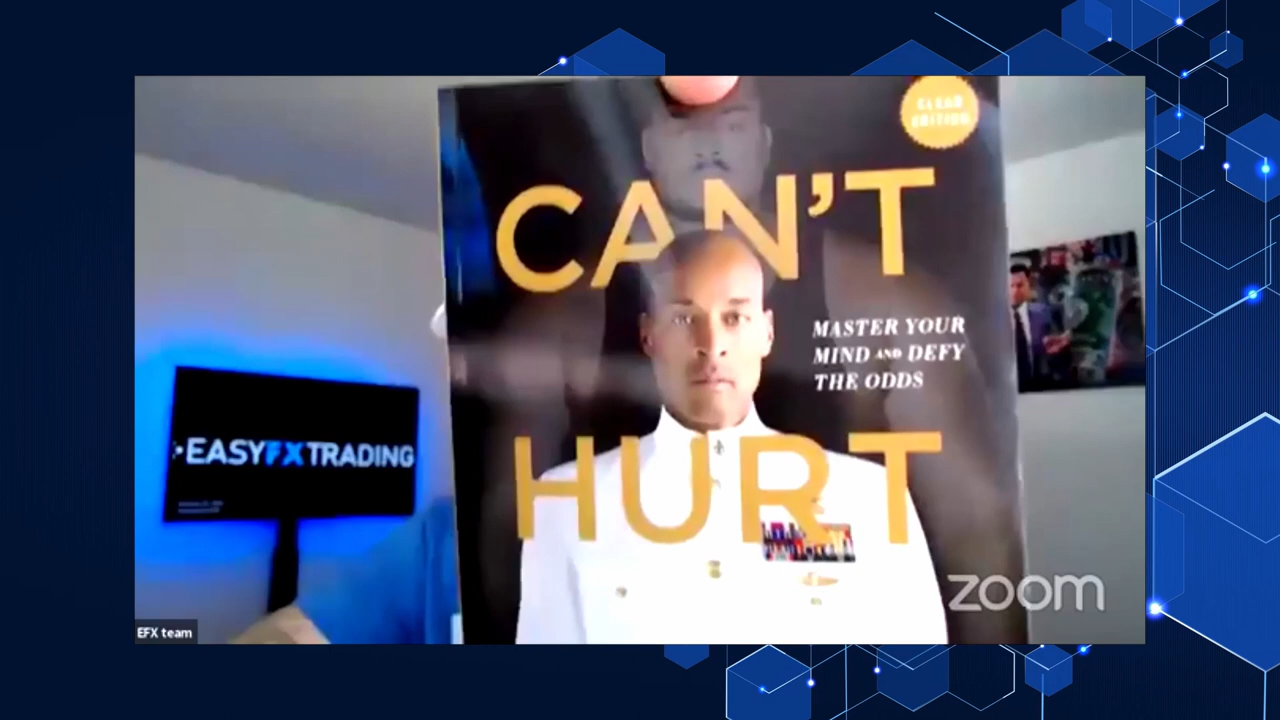 CLEAN
EDITION
CAN'T
MASTER YOUR
MIND AND DEFY
THE ODDS
HURT
EASYFXTRADING
zoom
EFX team